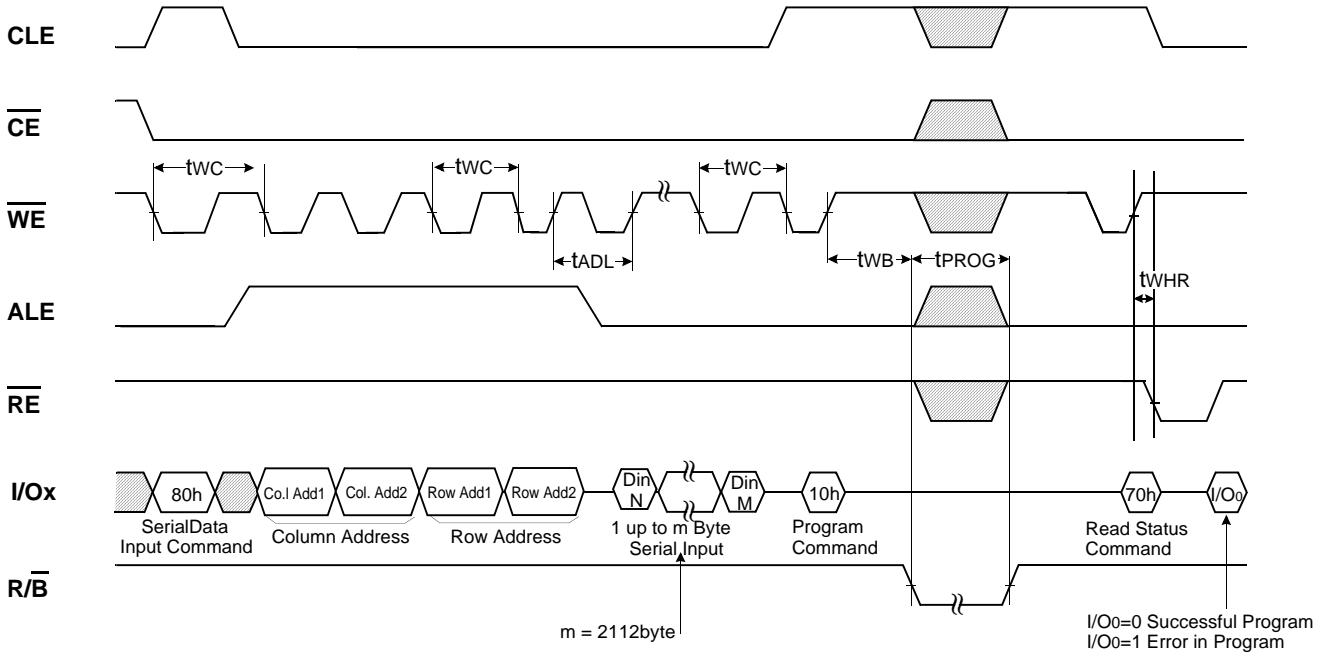 CLE
CE
tWC
tWC
tWC
WE
tADL
tWB
tPROG
tWHR
ALE
RE
I/Ox
80h
Co.l Add1
Col. Add2
Row Add1
Row Add2
Din
N
Din
M
10h
70h
I/O0
SerialData
Input Command
Column Address
Row Address
1 up to m Byte
Serial Input
Program
Command
Read Status
Command
R/B
m = 2112byte
I/O0=0 Successful Program
I/O0=1 Error in Program